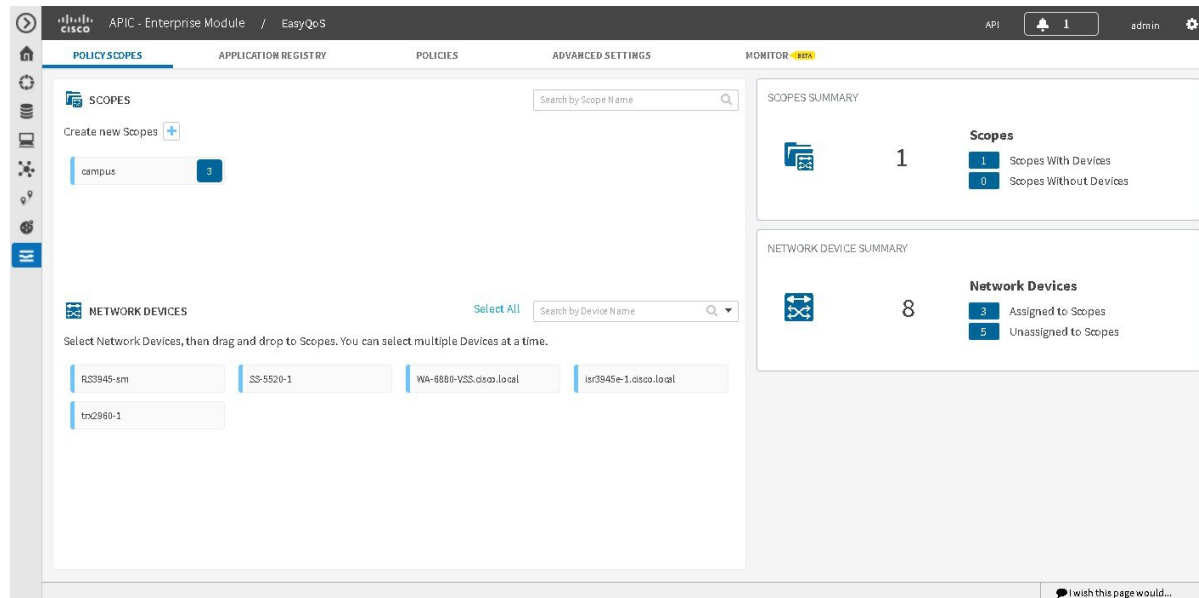 cisco APIC - Enterprise Module / EasyQoS API 1 admin
POLICY SCOPES APPLICATION REGISTRY POLICIES ADVANCED SETTINGS MONITOR BETA
SCOPES
Search by Scope Name
Create new Scopes
campus 3
NETWORK DEVICES
Select All
Search by Device Name
Select Network Devices, then drag and drop to Scopes. You can select multiple Devices at a time.
RS3945-sm SS-5520-1 WA-6880-VSS.cisco.local isr3945e-1.cisco.local
trx2960-1
SCOPES SUMMARY
1
Scopes
1 Scopes With Devices
0 Scopes Without Devices
NETWORK DEVICE SUMMARY
8
Network Devices
3 Assigned to Scopes
5 Unassigned to Scopes
I wish this page would...